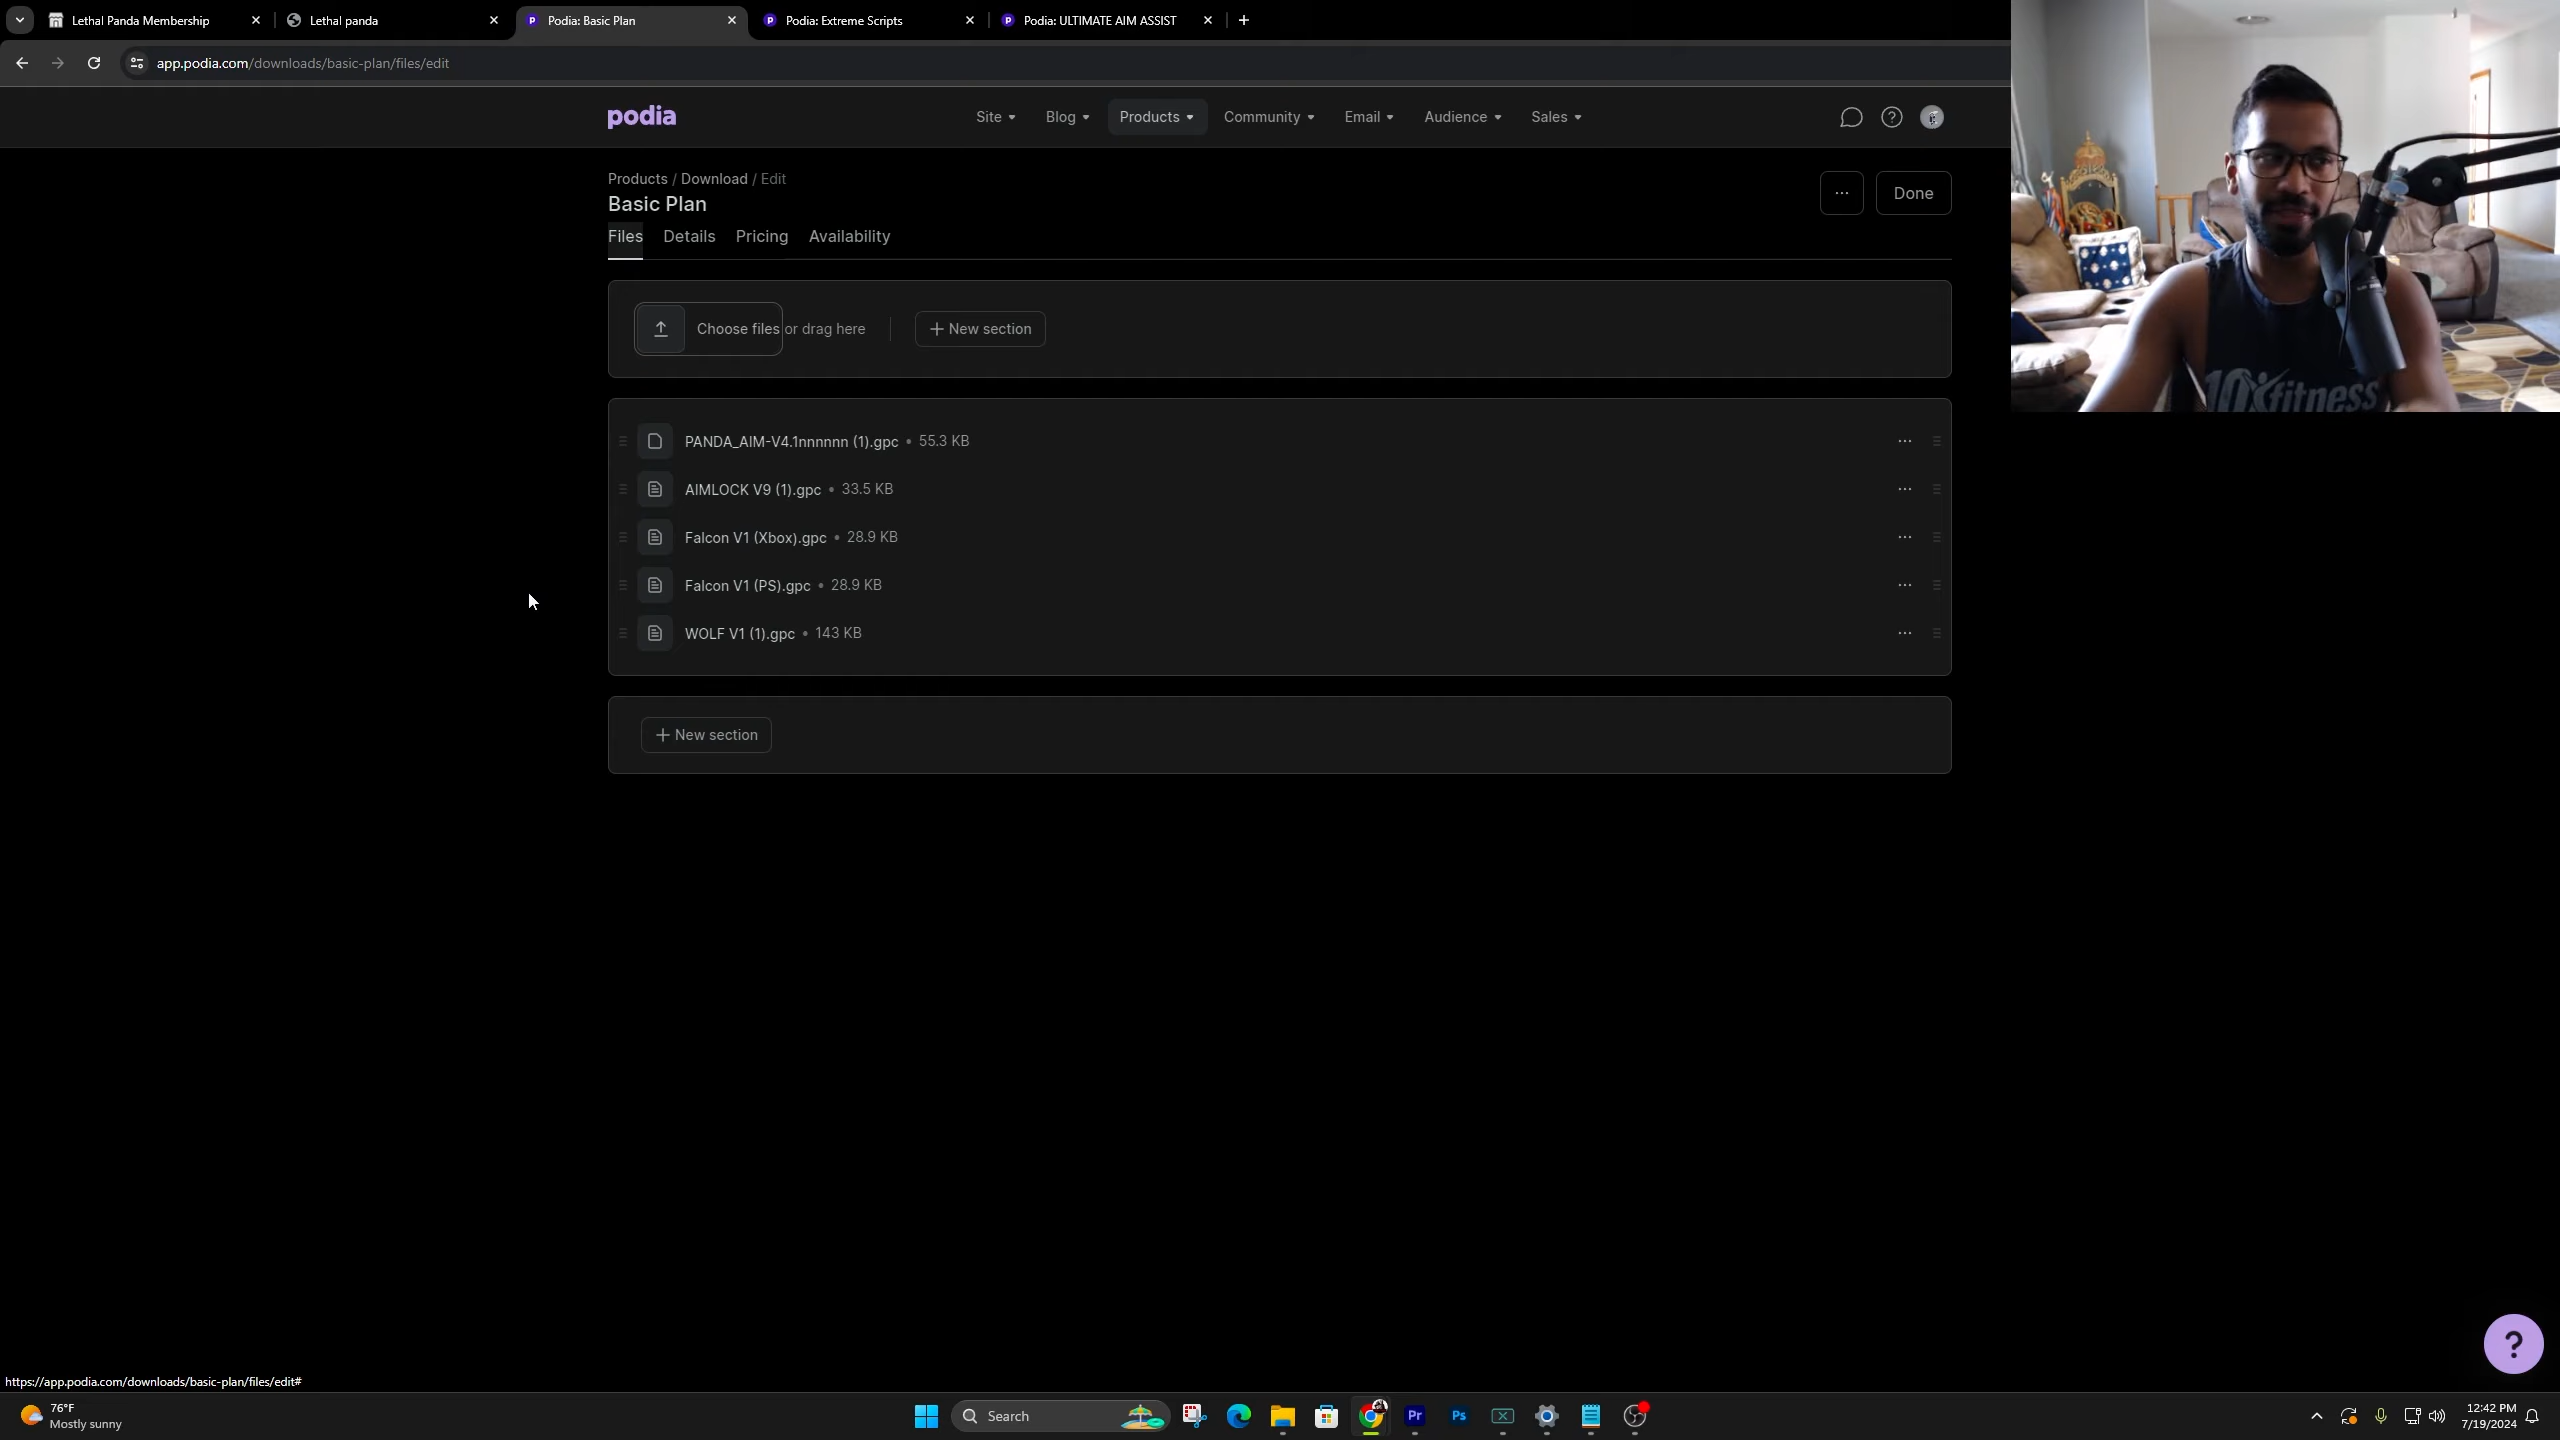 Lethal Panda Membership
Lethal panda
Podia: Basic Plan
Podia: Extreme Scripts
Podia: ULTIMATE AIM ASSIST
app.podia.com/downloads/basic-plan/files/edit
podia
Site
Blog
Products
Community
Email
Audience
Sales
Products / Download / Edit
Basic Plan
Done
Files
Details
Pricing
Availability
Choose files or drag here
New section
PANDA_AIM-V4.1nnnnnn (1).gpc • 55.3 KB
AIMLOCK V9 (1).gpc • 33.5 KB
Falcon V1 (Xbox).gpc • 28.9 KB
Falcon V1 (PS).gpc • 28.9 KB
WOLF V1 (1).gpc • 143 KB
New section
10Xfitness
https://app.podia.com/downloads/basic-plan/files/edit#
76°F
Mostly sunny
Search
Pr
Ps
12:42 PM
7/19/2024